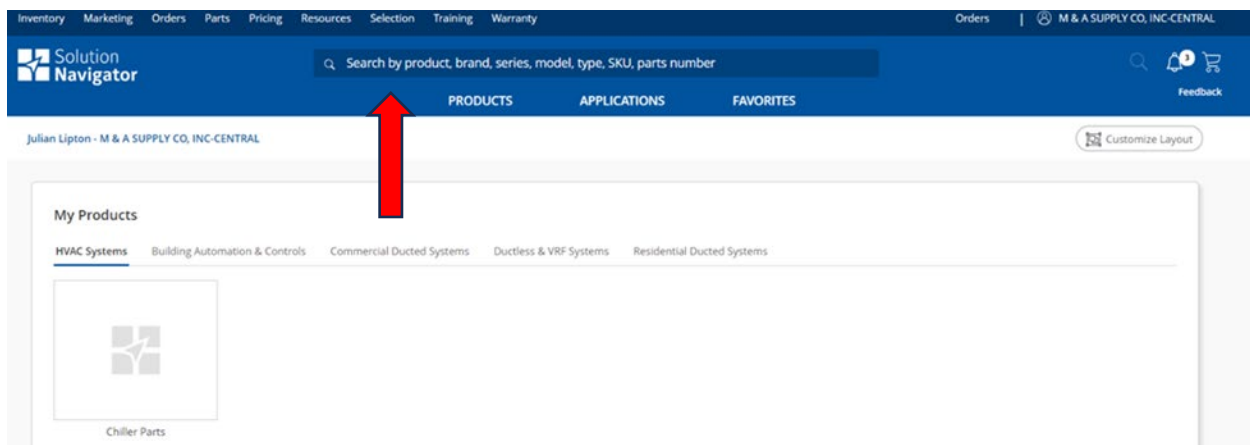 Inventory Marketing Orders Parts Pricing Resources Selection Training Warranty Orders | M & A SUPPLY CO, INC-CENTRAL
Solution
Navigator
Search by product, brand, series, model, type, SKU, parts number
3
Feedback
PRODUCTS APPLICATIONS FAVORITES
Julian Lipton - M & A SUPPLY CO, INC-CENTRAL
Customize Layout
My Products
HVAC Systems Building Automation & Controls Commercial Ducted Systems Ductless & VRF Systems Residential Ducted Systems
Chiller Parts